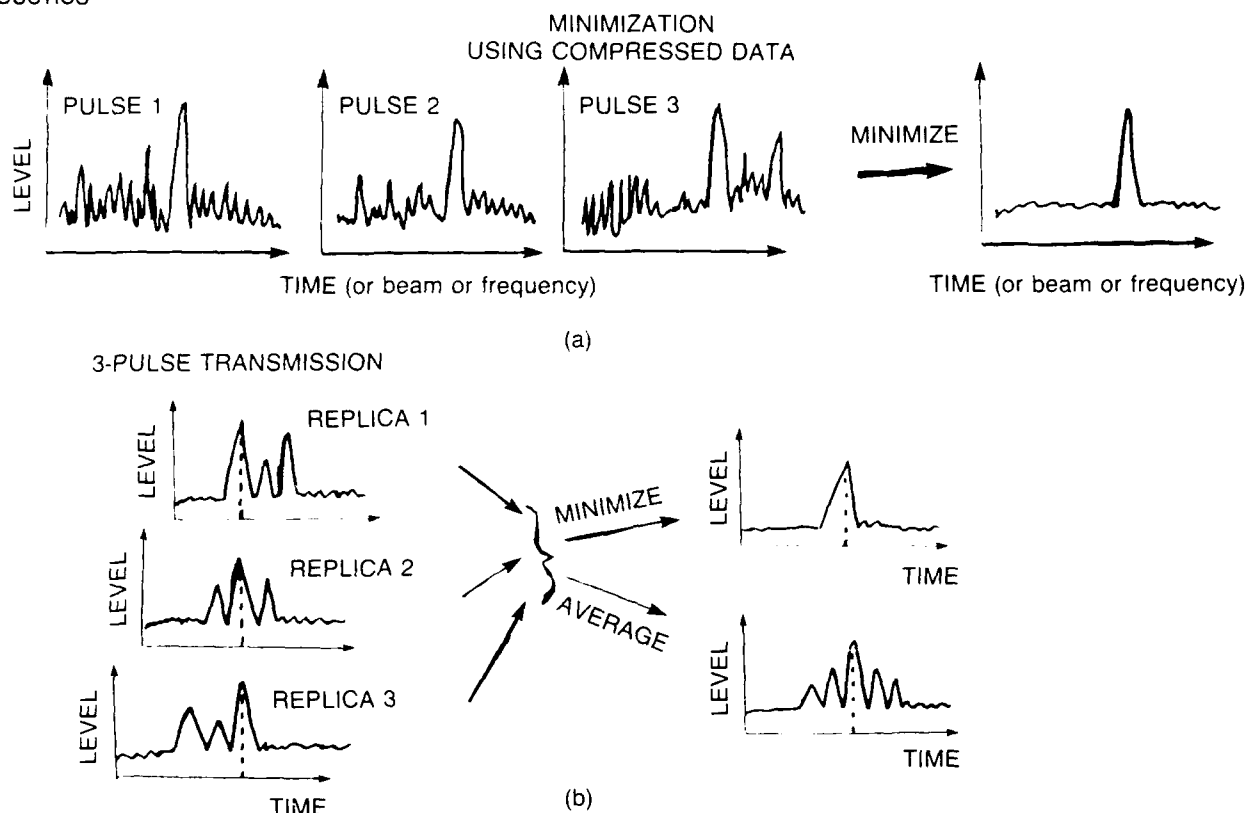 MINIMIZATION
USING COMPRESSED DATA
LEVEL
PULSE 1
PULSE 2
PULSE 3
MINIMIZE
TIME (or beam or frequency)
TIME (or beam or frequency)
(a)
3-PULSE TRANSMISSION
LEVEL
REPLICA 1
LEVEL
REPLICA 2
LEVEL
REPLICA 3
TIME
MINIMIZE
AVERAGE
LEVEL
TIME
LEVEL
TIME
(b)